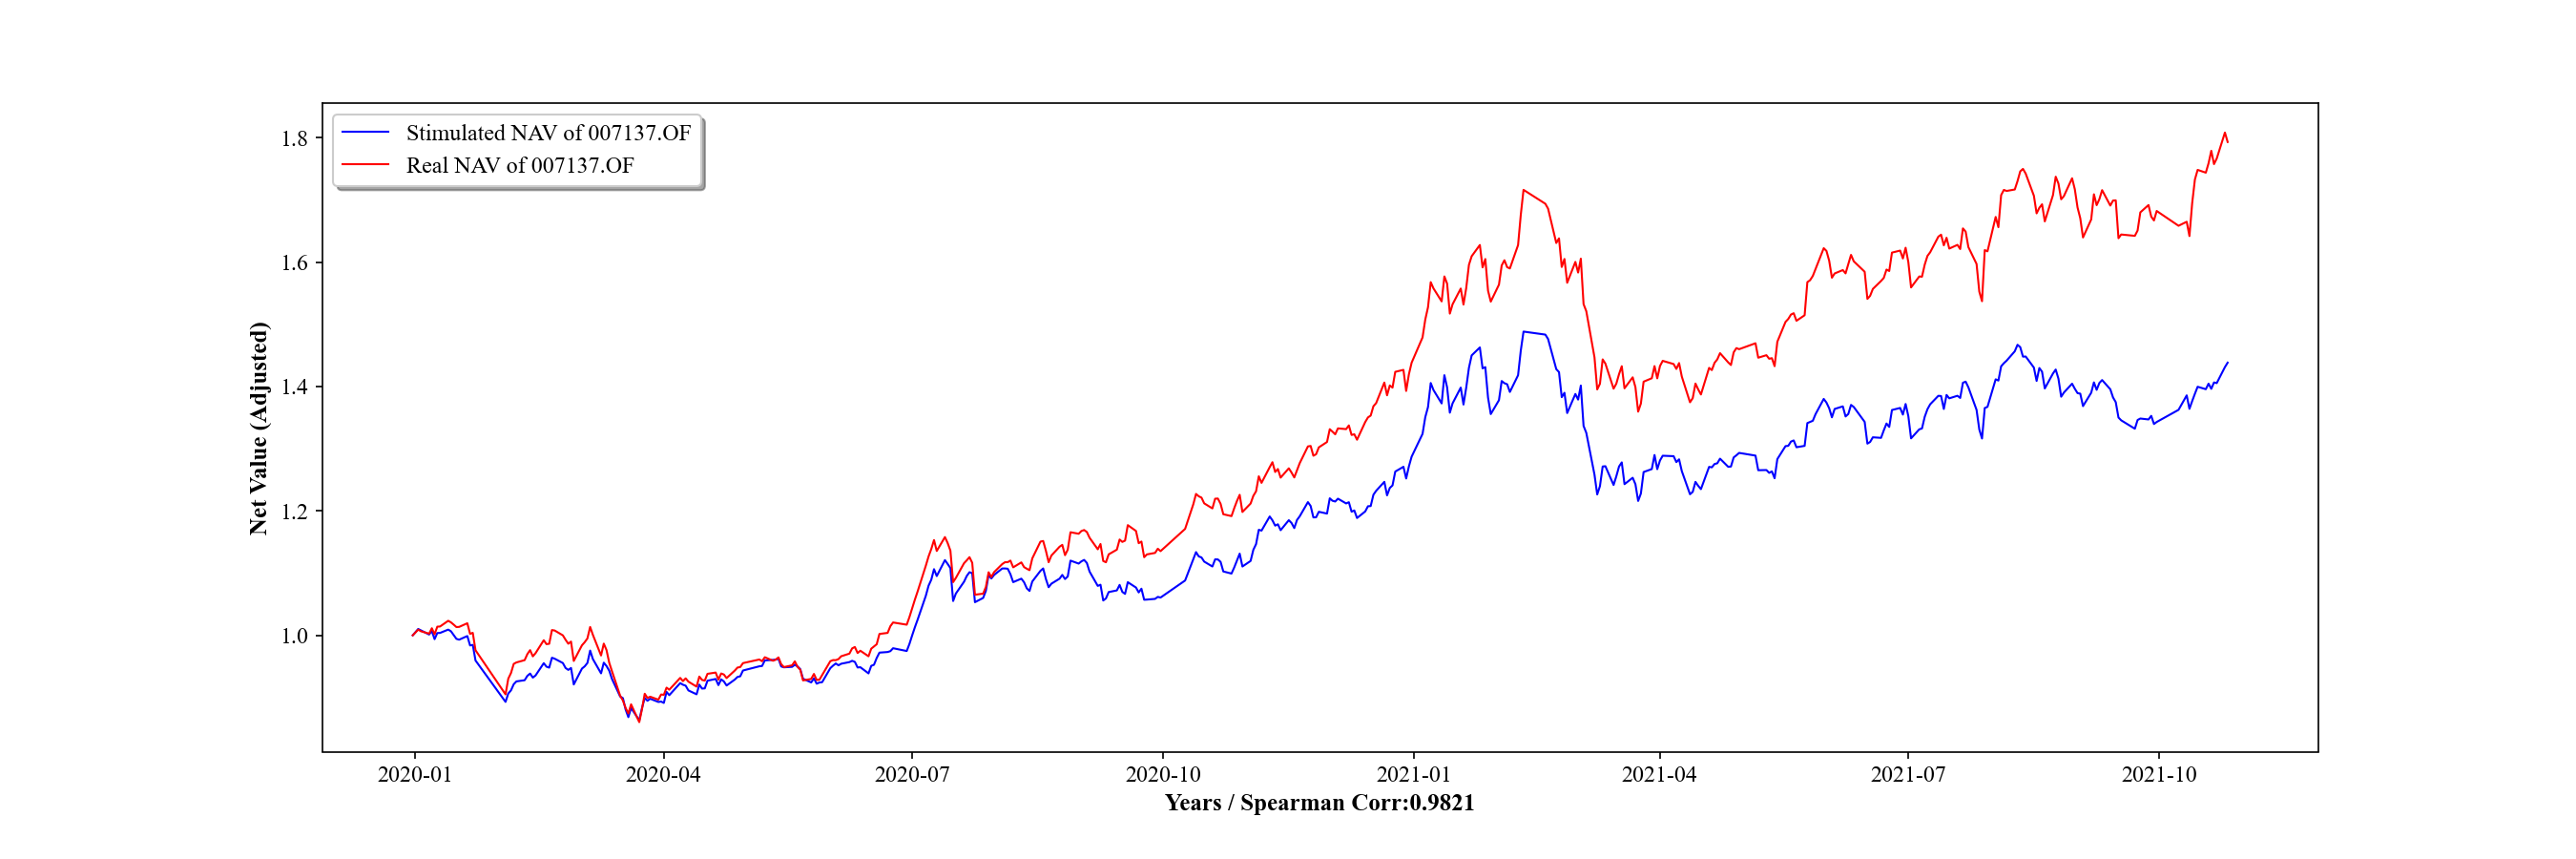 Stimulated NAV of 007137.OF
Real NAV of 007137.OF
1.8
1.6
1.4
1.2
1.0
Net Value (Adjusted)
2020-01 2020-04 2020-07 2020-10 2021-01 2021-04 2021-07 2021-10
Years / Spearman Corr:0.9821